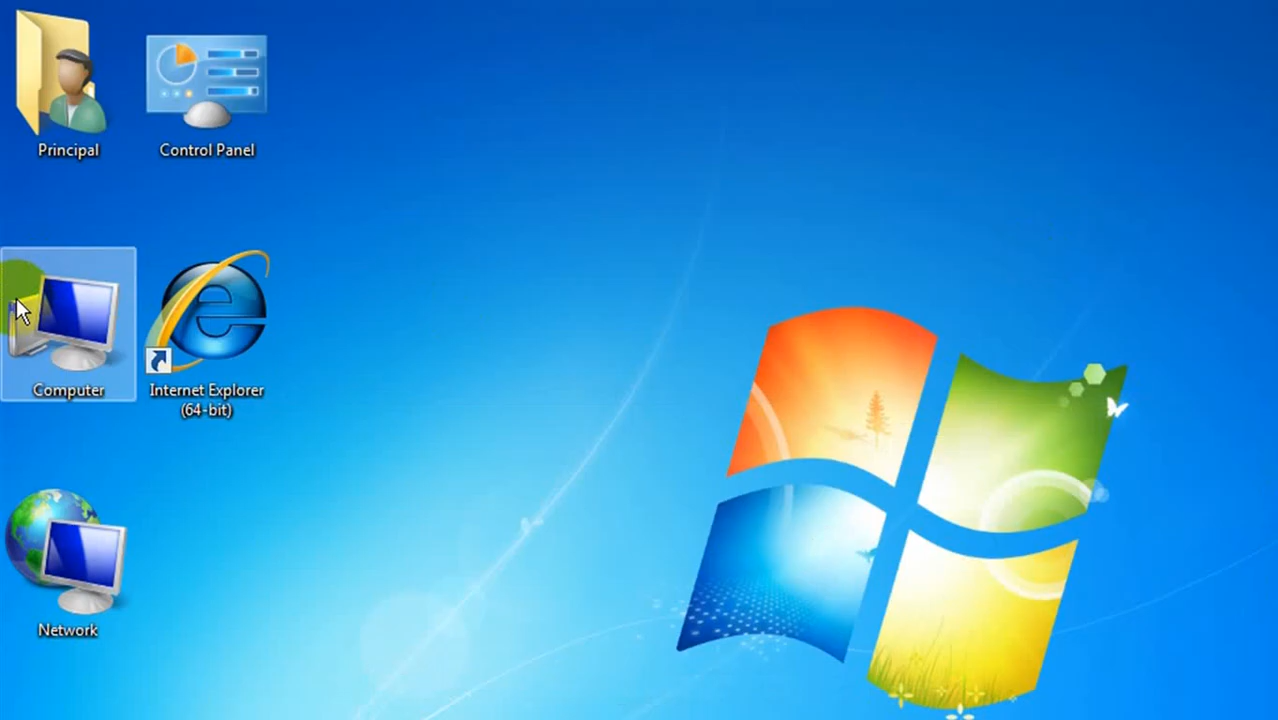 Principal
Control Panel
Computer
Internet Explorer
(64-bit)
Network